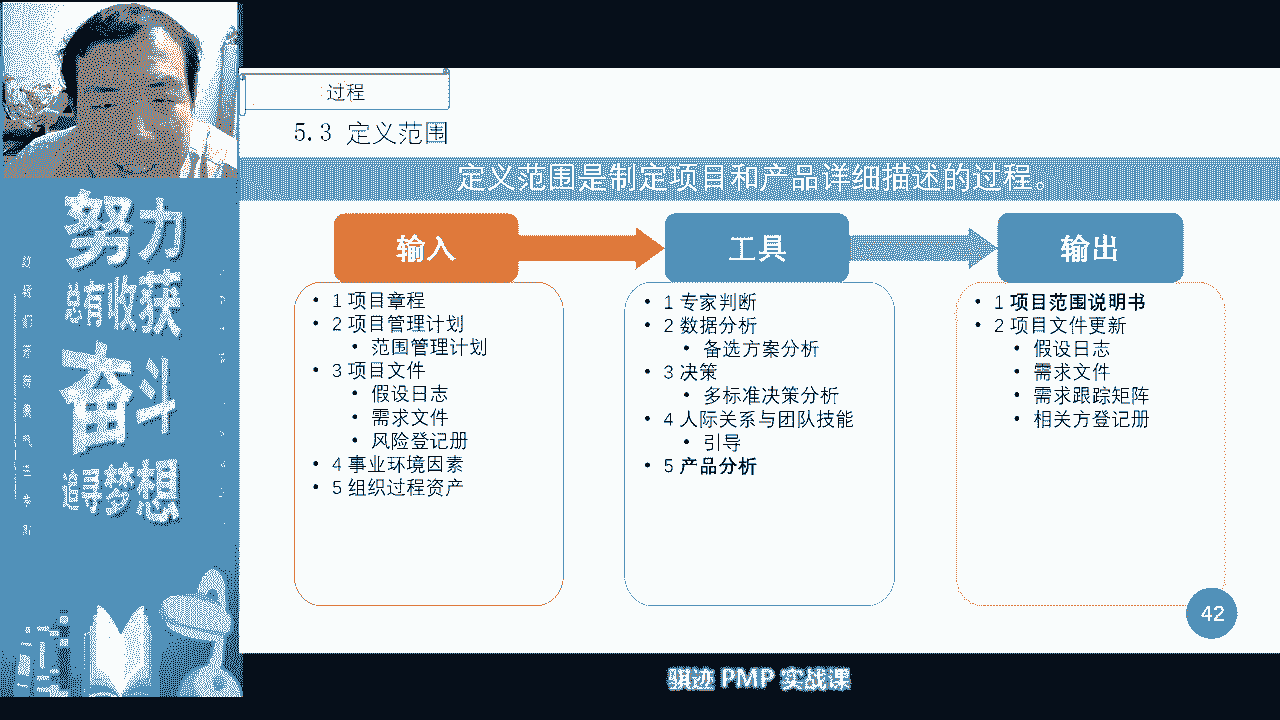 过程
5.3 定义范围
定义范围是制定项目和产品详细描述的过程。
输入
• 1 项目章程
• 2 项目管理计划
• 范围管理计划
• 3 项目文件
• 假设日志
• 需求文件
• 风险登记册
• 4 事业环境因素
• 5 组织过程资产
工具
• 1 专家判断
• 2 数据分析
• 备选方案分析
• 3 决策
• 多标准决策分析
• 4 人际关系与团队技能
• 引导
• 5 产品分析
输出
• 1 项目范围说明书
• 2 项目文件更新
• 假设日志
• 需求文件
• 需求跟踪矩阵
• 相关方登记册
42
努力
总有收获
奋斗
追寻梦想
骐迹 PMP 实战课